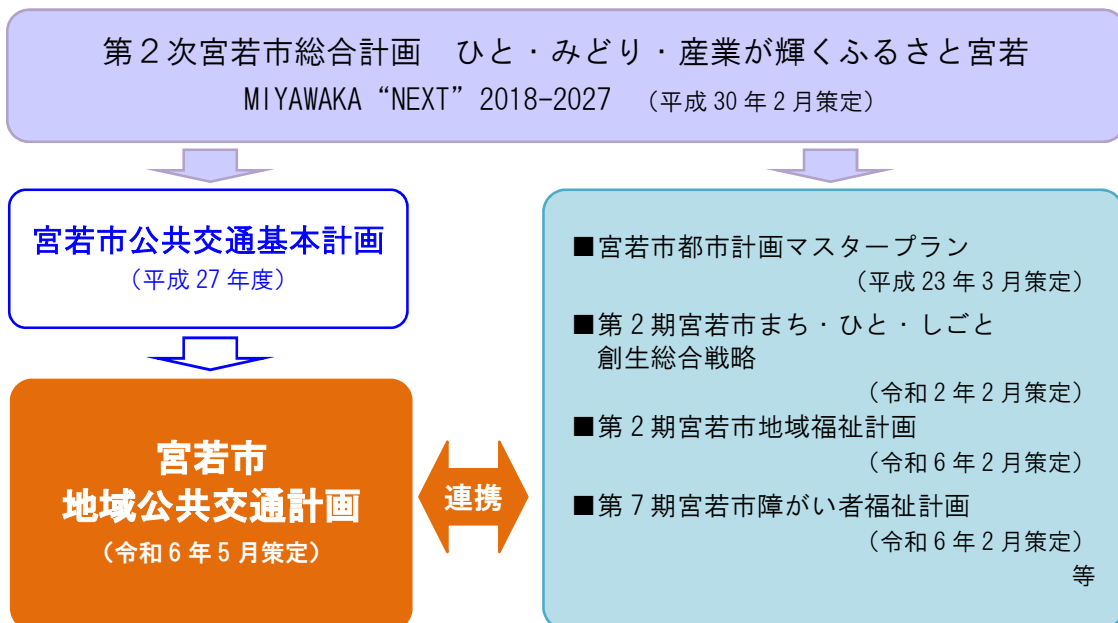 第２次宮若市総合計画　ひと・みどり・産業が輝くふるさと宮若
MIYAWAKA “NEXT” 2018-2027　（平成 30 年 2 月策定）
宮若市公共交通基本計画
（平成 27 年度）
宮若市
地域公共交通計画
（令和 6 年 5 月策定）
連携
■宮若市都市計画マスタープラン
（平成 23 年 3 月策定）
■第 2 期宮若市まち・ひと・しごと
創生総合戦略
（令和 2 年 2 月策定）
■第 2 期宮若市地域福祉計画
（令和 6 年 2 月策定）
■第 7 期宮若市障がい者福祉計画
（令和 6 年 2 月策定）
等